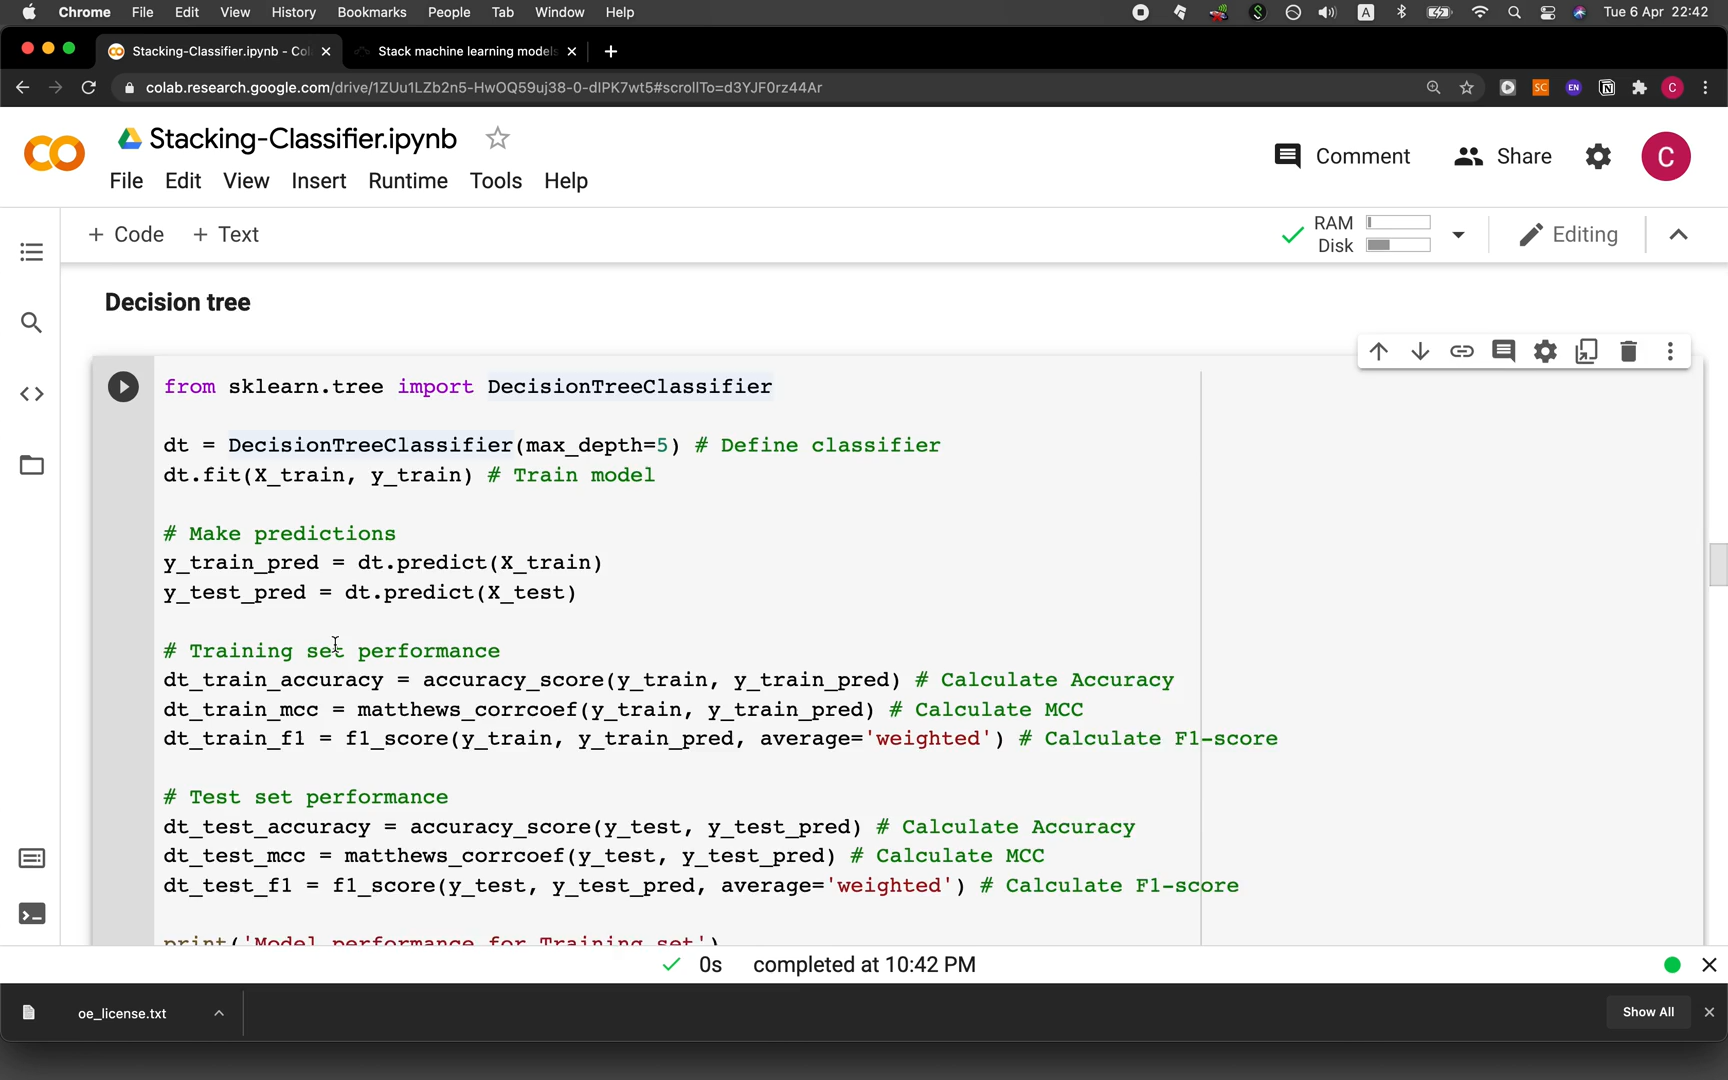 Chrome File Edit View History Bookmarks People Tab Window Help A Tue 6 Apr 22:42
Stacking-Classifier.ipynb - Col Stack machine learning models
colab.research.google.com/drive/1ZUu1LZb2n5-HwOQ59uj38-0-dIPK7wt5#scrollTo=d3YJF0rz44Ar SC EN C
Stacking-Classifier.ipynb
Comment Share C
File Edit View Insert Runtime Tools Help
+ Code + Text RAM Disk Editing
Decision tree
from sklearn.tree import DecisionTreeClassifier
dt = DecisionTreeClassifier(max_depth=5) # Define classifier
dt.fit(X_train, y_train) # Train model
# Make predictions
y_train_pred = dt.predict(X_train)
y_test_pred = dt.predict(X_test)
# Training set performance
dt_train_accuracy = accuracy_score(y_train, y_train_pred) # Calculate Accuracy
dt_train_mcc = matthews_corrcoef(y_train, y_train_pred) # Calculate MCC
dt_train_f1 = f1_score(y_train, y_train_pred, average='weighted') # Calculate F1-score
# Test set performance
dt_test_accuracy = accuracy_score(y_test, y_test_pred) # Calculate Accuracy
dt_test_mcc = matthews_corrcoef(y_test, y_test_pred) # Calculate MCC
dt_test_f1 = f1_score(y_test, y_test_pred, average='weighted') # Calculate F1-score
print('Model performance for Training set')
0s completed at 10:42 PM
oe_license.txt Show All